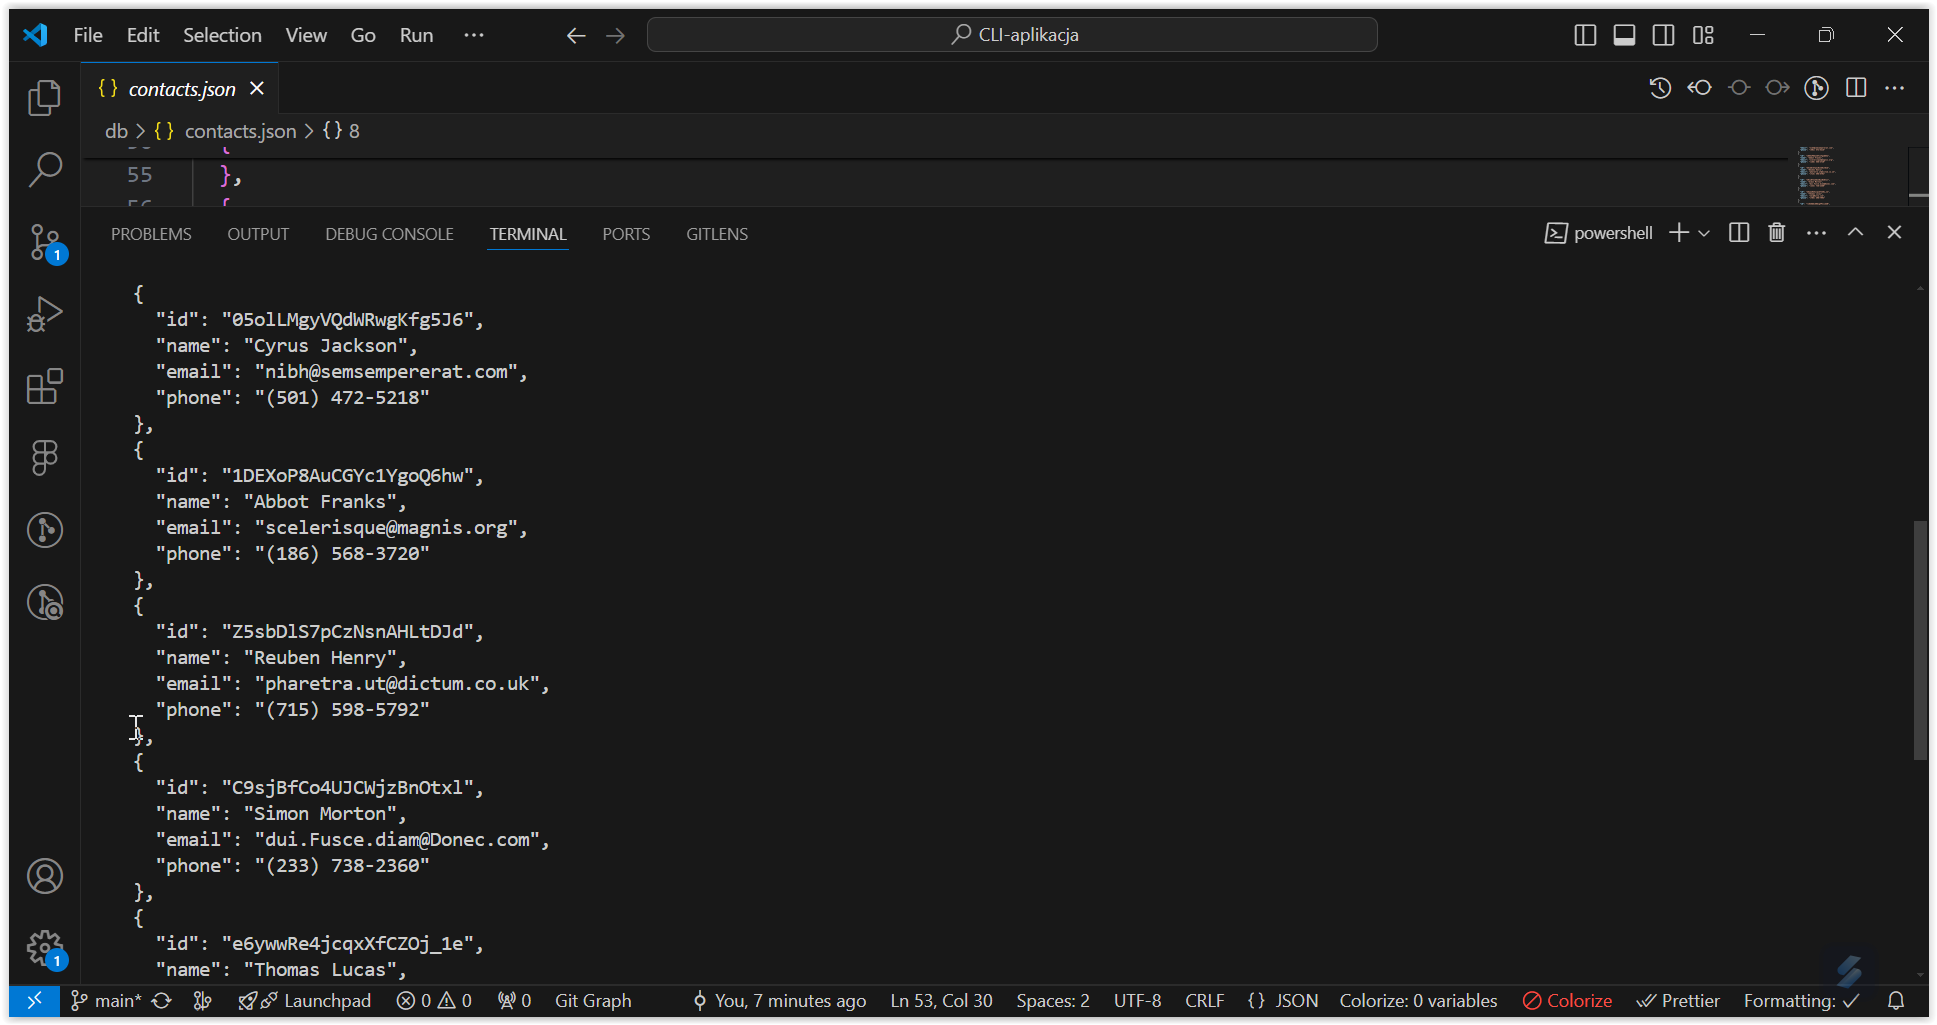 File Edit Selection View Go Run ... CLI-aplikacja
{} contacts.json
db > {} contacts.json > {} 8
55 },
{
PROBLEMS OUTPUT DEBUG CONSOLE TERMINAL PORTS GITLENS powershell
{
"id": "05olLMgyVQdWRwgKfg5J6",
"name": "Cyrus Jackson",
"email": "nibh@semsempererat.com",
"phone": "(501) 472-5218"
},
{
"id": "1DEXoP8AuCGYc1YgoQ6hw",
"name": "Abbot Franks",
"email": "scelerisque@magnis.org",
"phone": "(186) 568-3720"
},
{
"id": "Z5sbDlS7pCzNsnAHLtDJd",
"name": "Reuben Henry",
"email": "pharetra.ut@dictum.co.uk",
"phone": "(715) 598-5792"
},
{
"id": "C9sjBfCo4UJCWjzBnOtxl",
"name": "Simon Morton",
"email": "dui.Fusce.diam@Donec.com",
"phone": "(233) 738-2360"
},
{
"id": "e6ywwRe4jcqxXfCZOj_1e",
"name": "Thomas Lucas",
1
1
main* Launchpad 0 0 0 Git Graph You, 7 minutes ago Ln 53, Col 30 Spaces: 2 UTF-8 CRLF {} JSON Colorize: 0 variables Colorize Prettier Formatting: